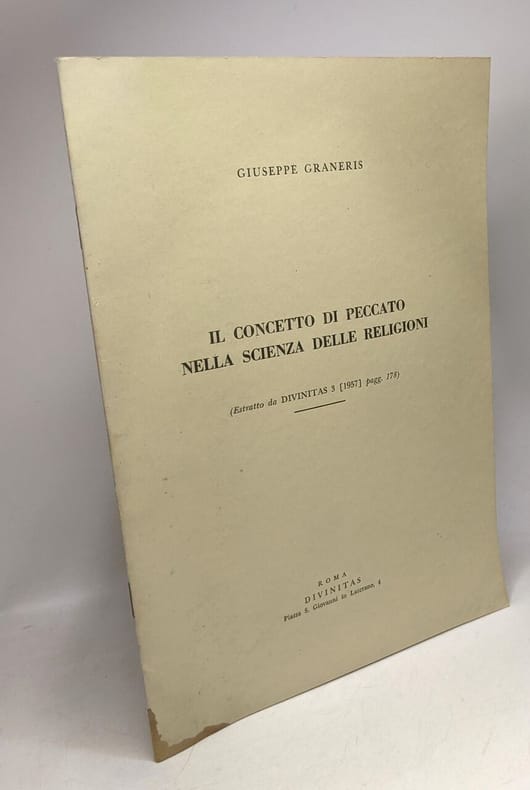 GIUSEPPE GRANERIS
IL CONCETTO DI PECCATO
NELLA SCIENZA DELLE RELIGIONI
(Estratto da DIVINITAS 3 [1957] pagg. 178)
ROMA
DIVINITAS
Piazza S. Giovanni in Laterano, 4